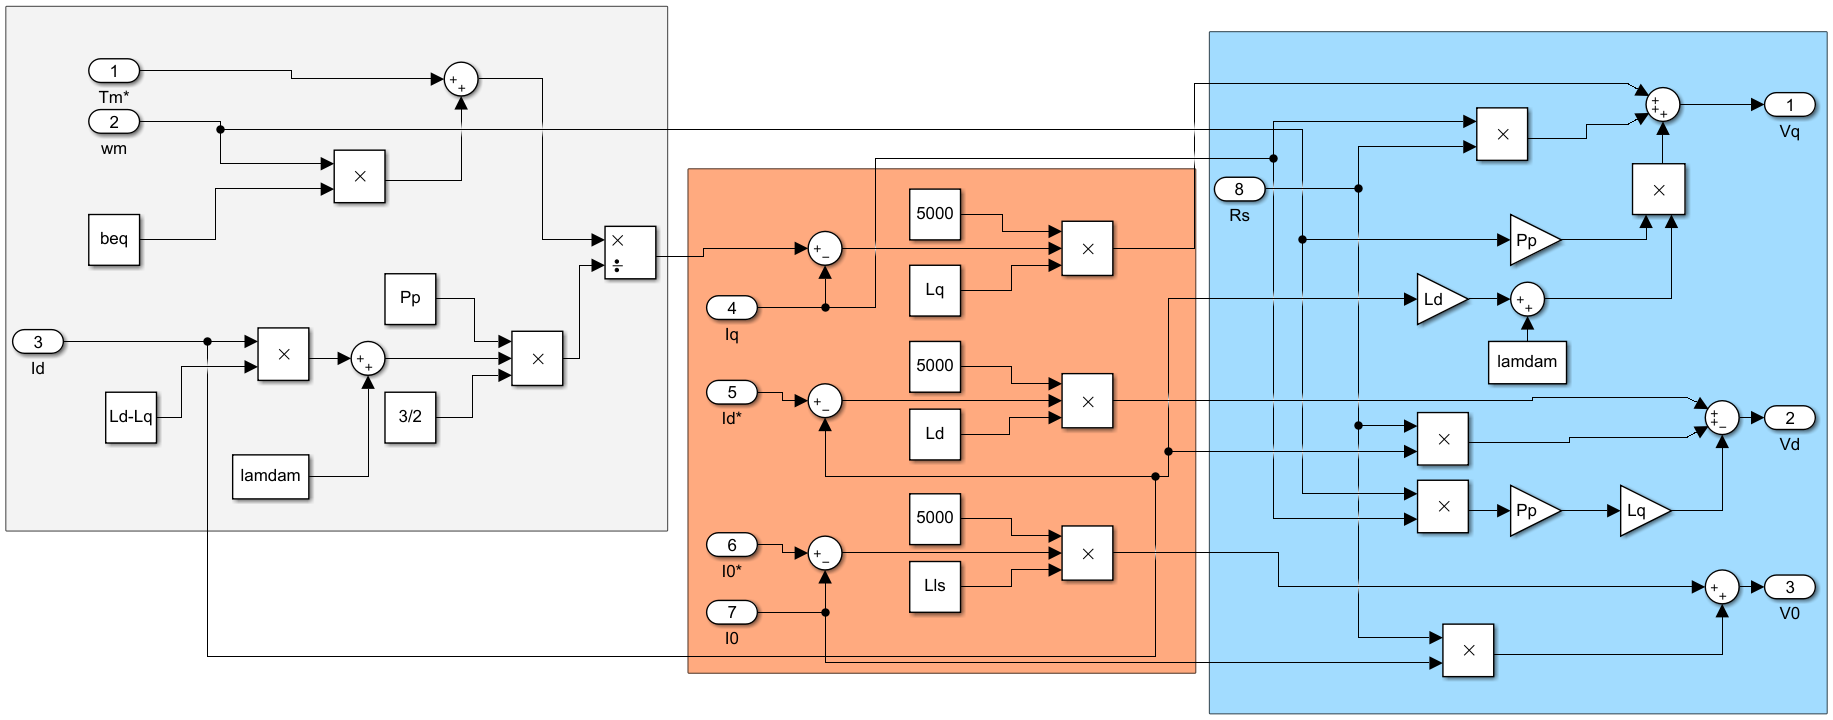 1
Tm*
2
wm
beq
3
Id
Ld-Lq
lamdam
Pp
3/2
×
÷
5000
Lq
4
Iq
5000
5
Id*
Ld
5000
6
I0*
Lls
7
I0
8
Rs
Pp
Ld
lamdam
Pp
Lq
1
Vq
2
Vd
3
V0